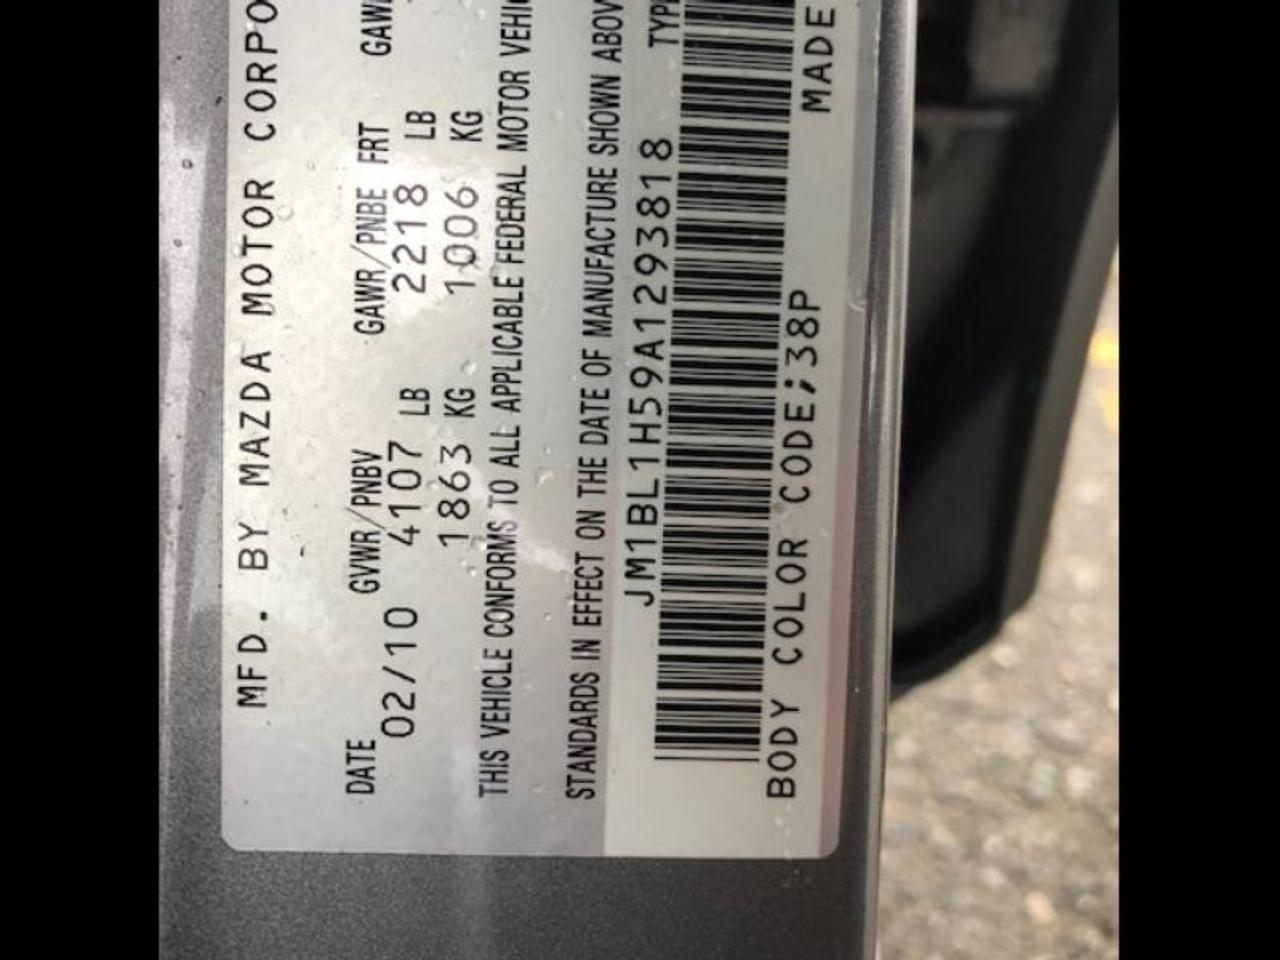 MFD. BY MAZDA MOTOR CORPO
DATE GVWR/PNBV GAWR/PNBE FRT GAW
02/10 4107 LB 2218 LB
1863 KG 1006 KG
THIS VEHICLE CONFORMS TO ALL APPLICABLE FEDERAL MOTOR VEHIC
STANDARDS IN EFFECT ON THE DATE OF MANUFACTURE SHOWN ABOV
JM1BL1H59A1293818 TYP
BODY COLOR CODE;38P MADE